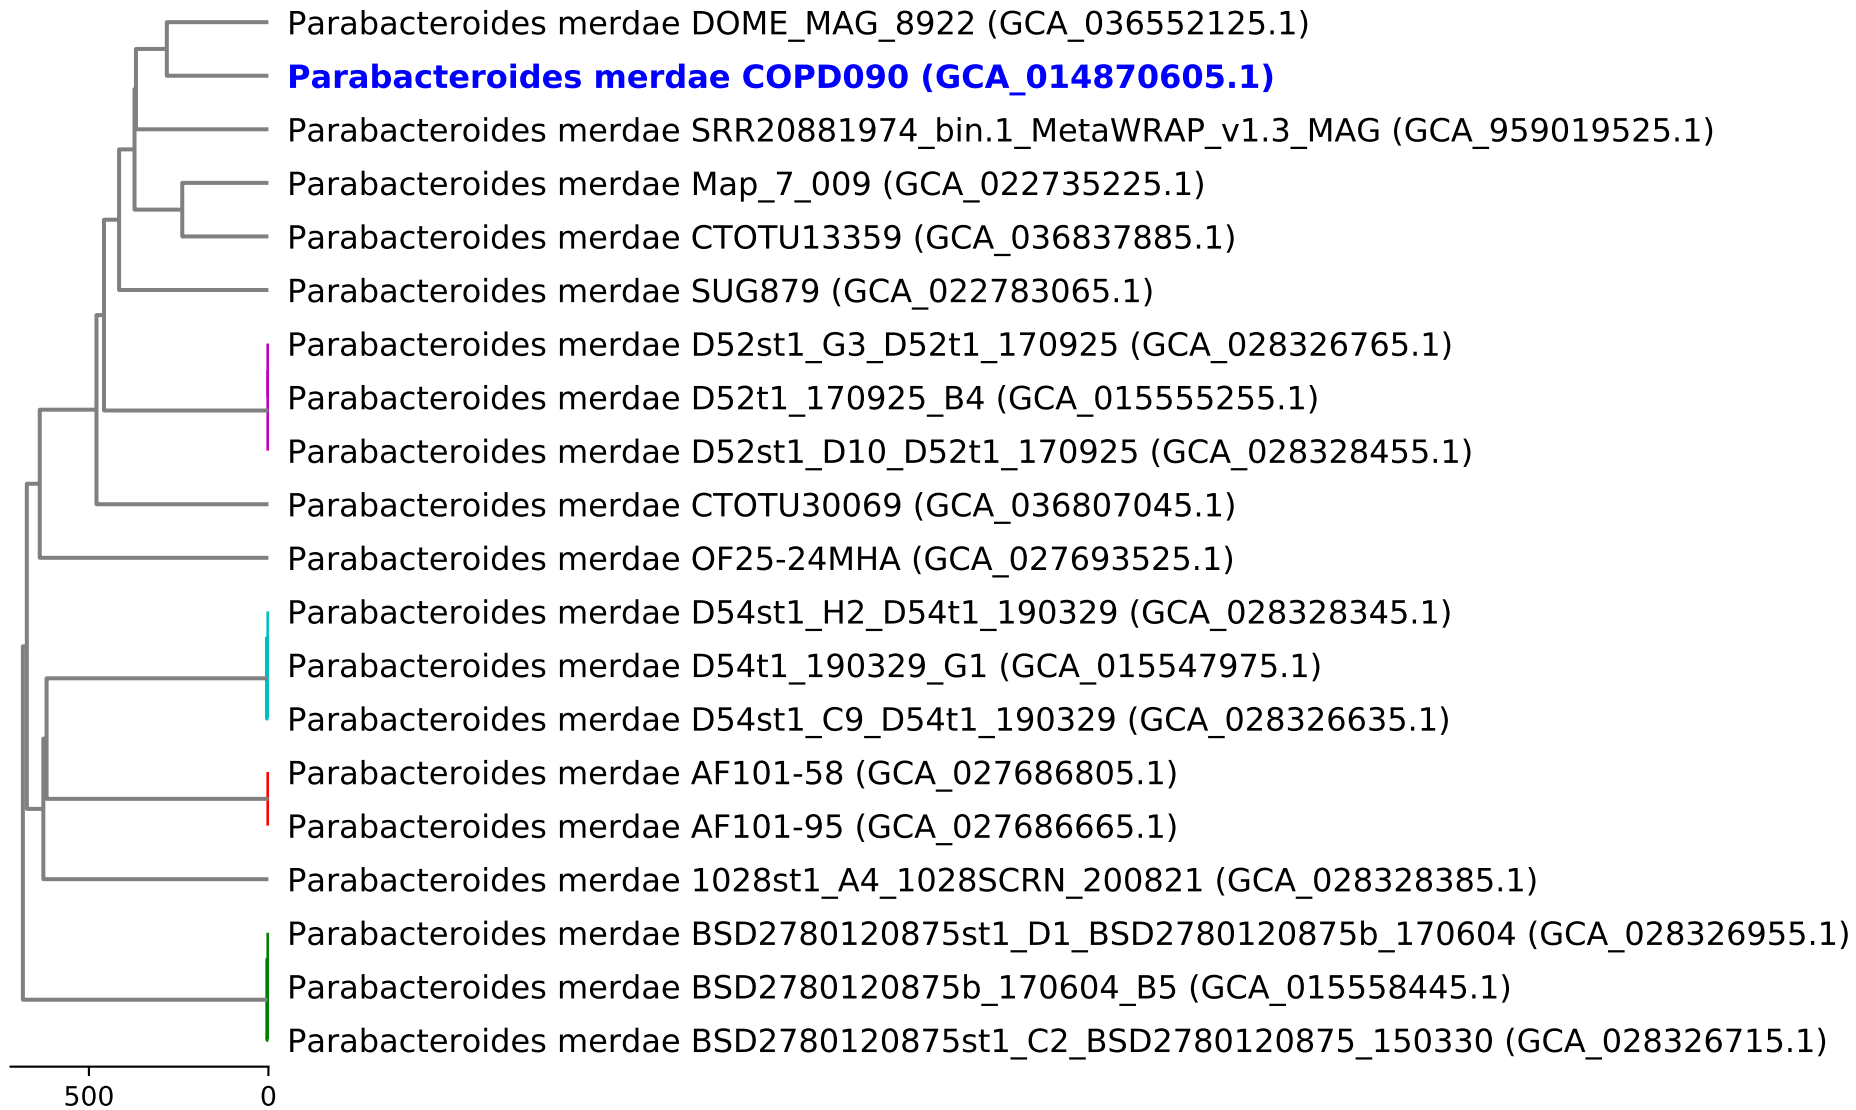 Parabacteroides merdae DOME_MAG_8922 (GCA_036552125.1)
Parabacteroides merdae COPD090 (GCA_014870605.1)
Parabacteroides merdae SRR20881974_bin.1_MetaWRAP_v1.3_MAG (GCA_959019525.1)
Parabacteroides merdae Map_7_009 (GCA_022735225.1)
Parabacteroides merdae CTOTU13359 (GCA_036837885.1)
Parabacteroides merdae SUG879 (GCA_022783065.1)
Parabacteroides merdae D52st1_G3_D52t1_170925 (GCA_028326765.1)
Parabacteroides merdae D52t1_170925_B4 (GCA_015555255.1)
Parabacteroides merdae D52st1_D10_D52t1_170925 (GCA_028328455.1)
Parabacteroides merdae CTOTU30069 (GCA_036807045.1)
Parabacteroides merdae OF25-24MHA (GCA_027693525.1)
Parabacteroides merdae D54st1_H2_D54t1_190329 (GCA_028328345.1)
Parabacteroides merdae D54t1_190329_G1 (GCA_015547975.1)
Parabacteroides merdae D54st1_C9_D54t1_190329 (GCA_028326635.1)
Parabacteroides merdae AF101-58 (GCA_027686805.1)
Parabacteroides merdae AF101-95 (GCA_027686665.1)
Parabacteroides merdae 1028st1_A4_1028SCRN_200821 (GCA_028328385.1)
Parabacteroides merdae BSD2780120875st1_D1_BSD2780120875b_170604 (GCA_028326955.1)
Parabacteroides merdae BSD2780120875b_170604_B5 (GCA_015558445.1)
Parabacteroides merdae BSD2780120875st1_C2_BSD2780120875_150330 (GCA_028326715.1)
500 0